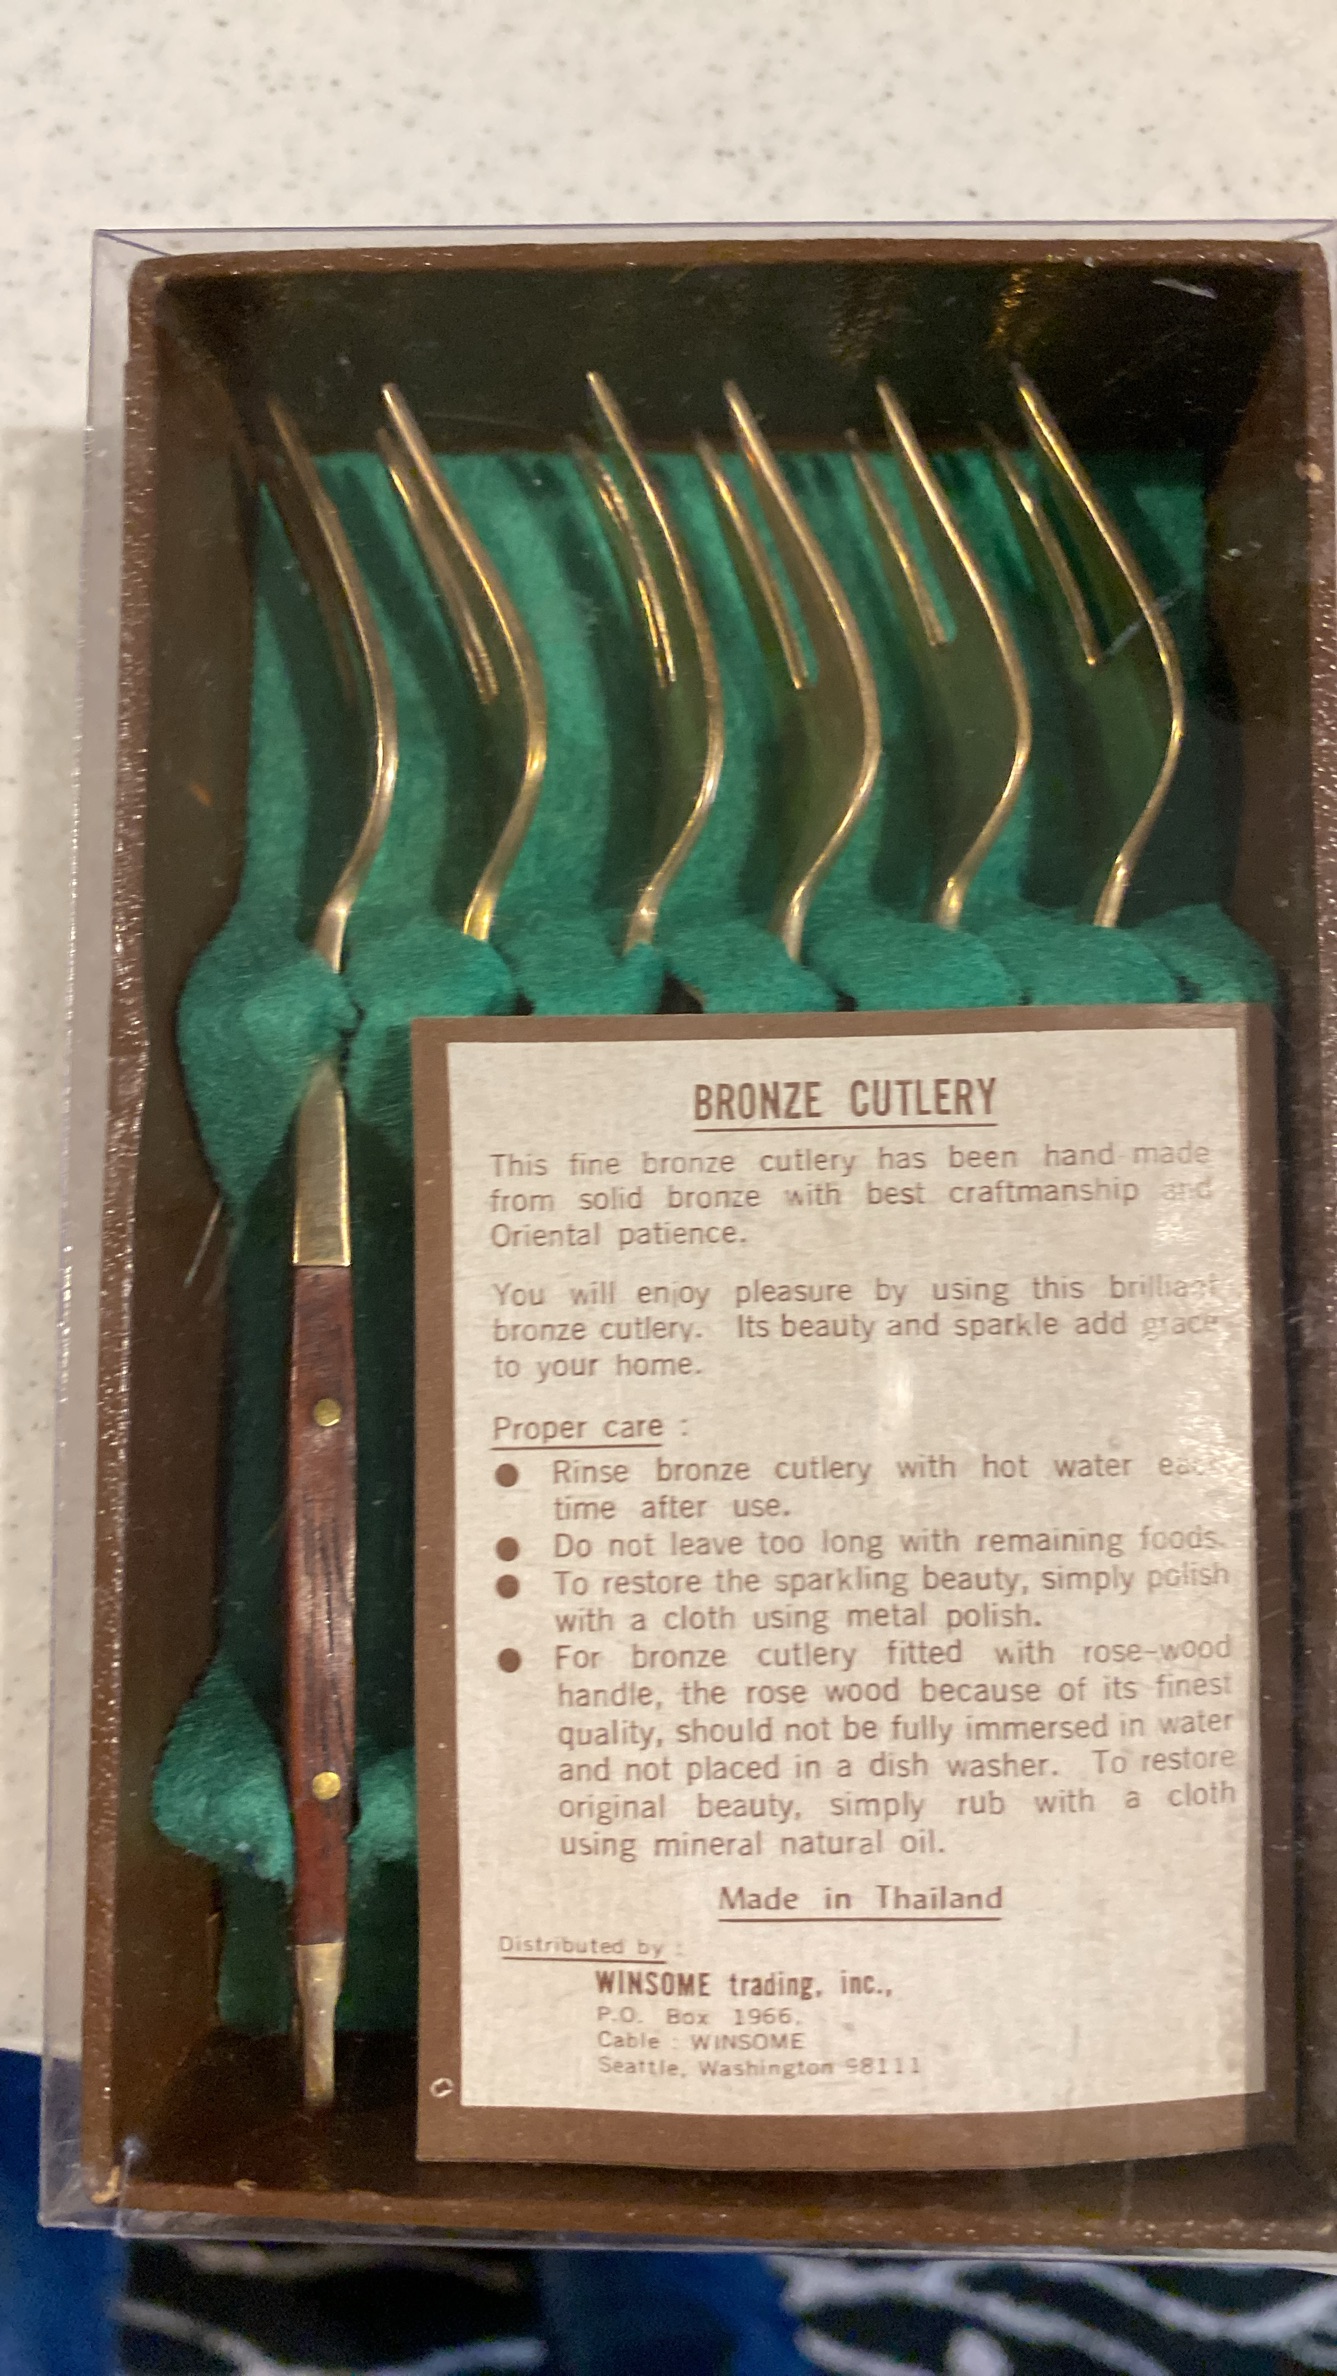 BRONZE CUTLERY
This fine bronze cutlery has been hand made
from solid bronze with best craftmanship and
Oriental patience.
You will enjoy pleasure by using this brilliant
bronze cutlery. Its beauty and sparkle add grace
to your home.
Proper care :
● Rinse bronze cutlery with hot water each
time after use.
● Do not leave too long with remaining foods.
● To restore the sparkling beauty, simply polish
with a cloth using metal polish.
● For bronze cutlery fitted with rose-wood
handle, the rose wood because of its finest
quality, should not be fully immersed in water
and not placed in a dish washer. To restore
original beauty, simply rub with a cloth
using mineral natural oil.
Made in Thailand
Distributed by :
WINSOME trading, inc.,
P.O. Box 1966,
Cable : WINSOME
Seattle, Washington 98111